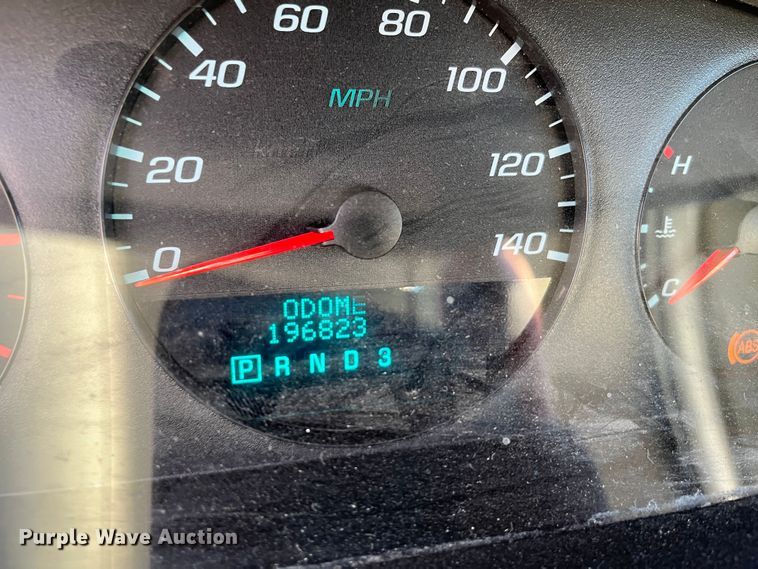 60 80
40 100
MPH
20 120
0 140
H
C
ODOME
196823
P R N D 3
ABS
Purple Wave Auction